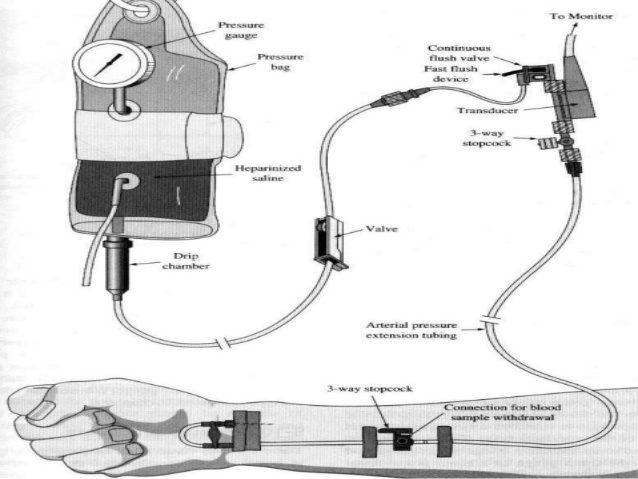 To Monitor
Pressure
gauge
Pressure
bag
Continuous
flush valve
Fast flush
device
Transducer
3-way
stopcock
Heparinized
saline
Valve
Drip
chamber
Arterial pressure
extension tubing
3-way stopcock
Connection for blood
sample withdrawal